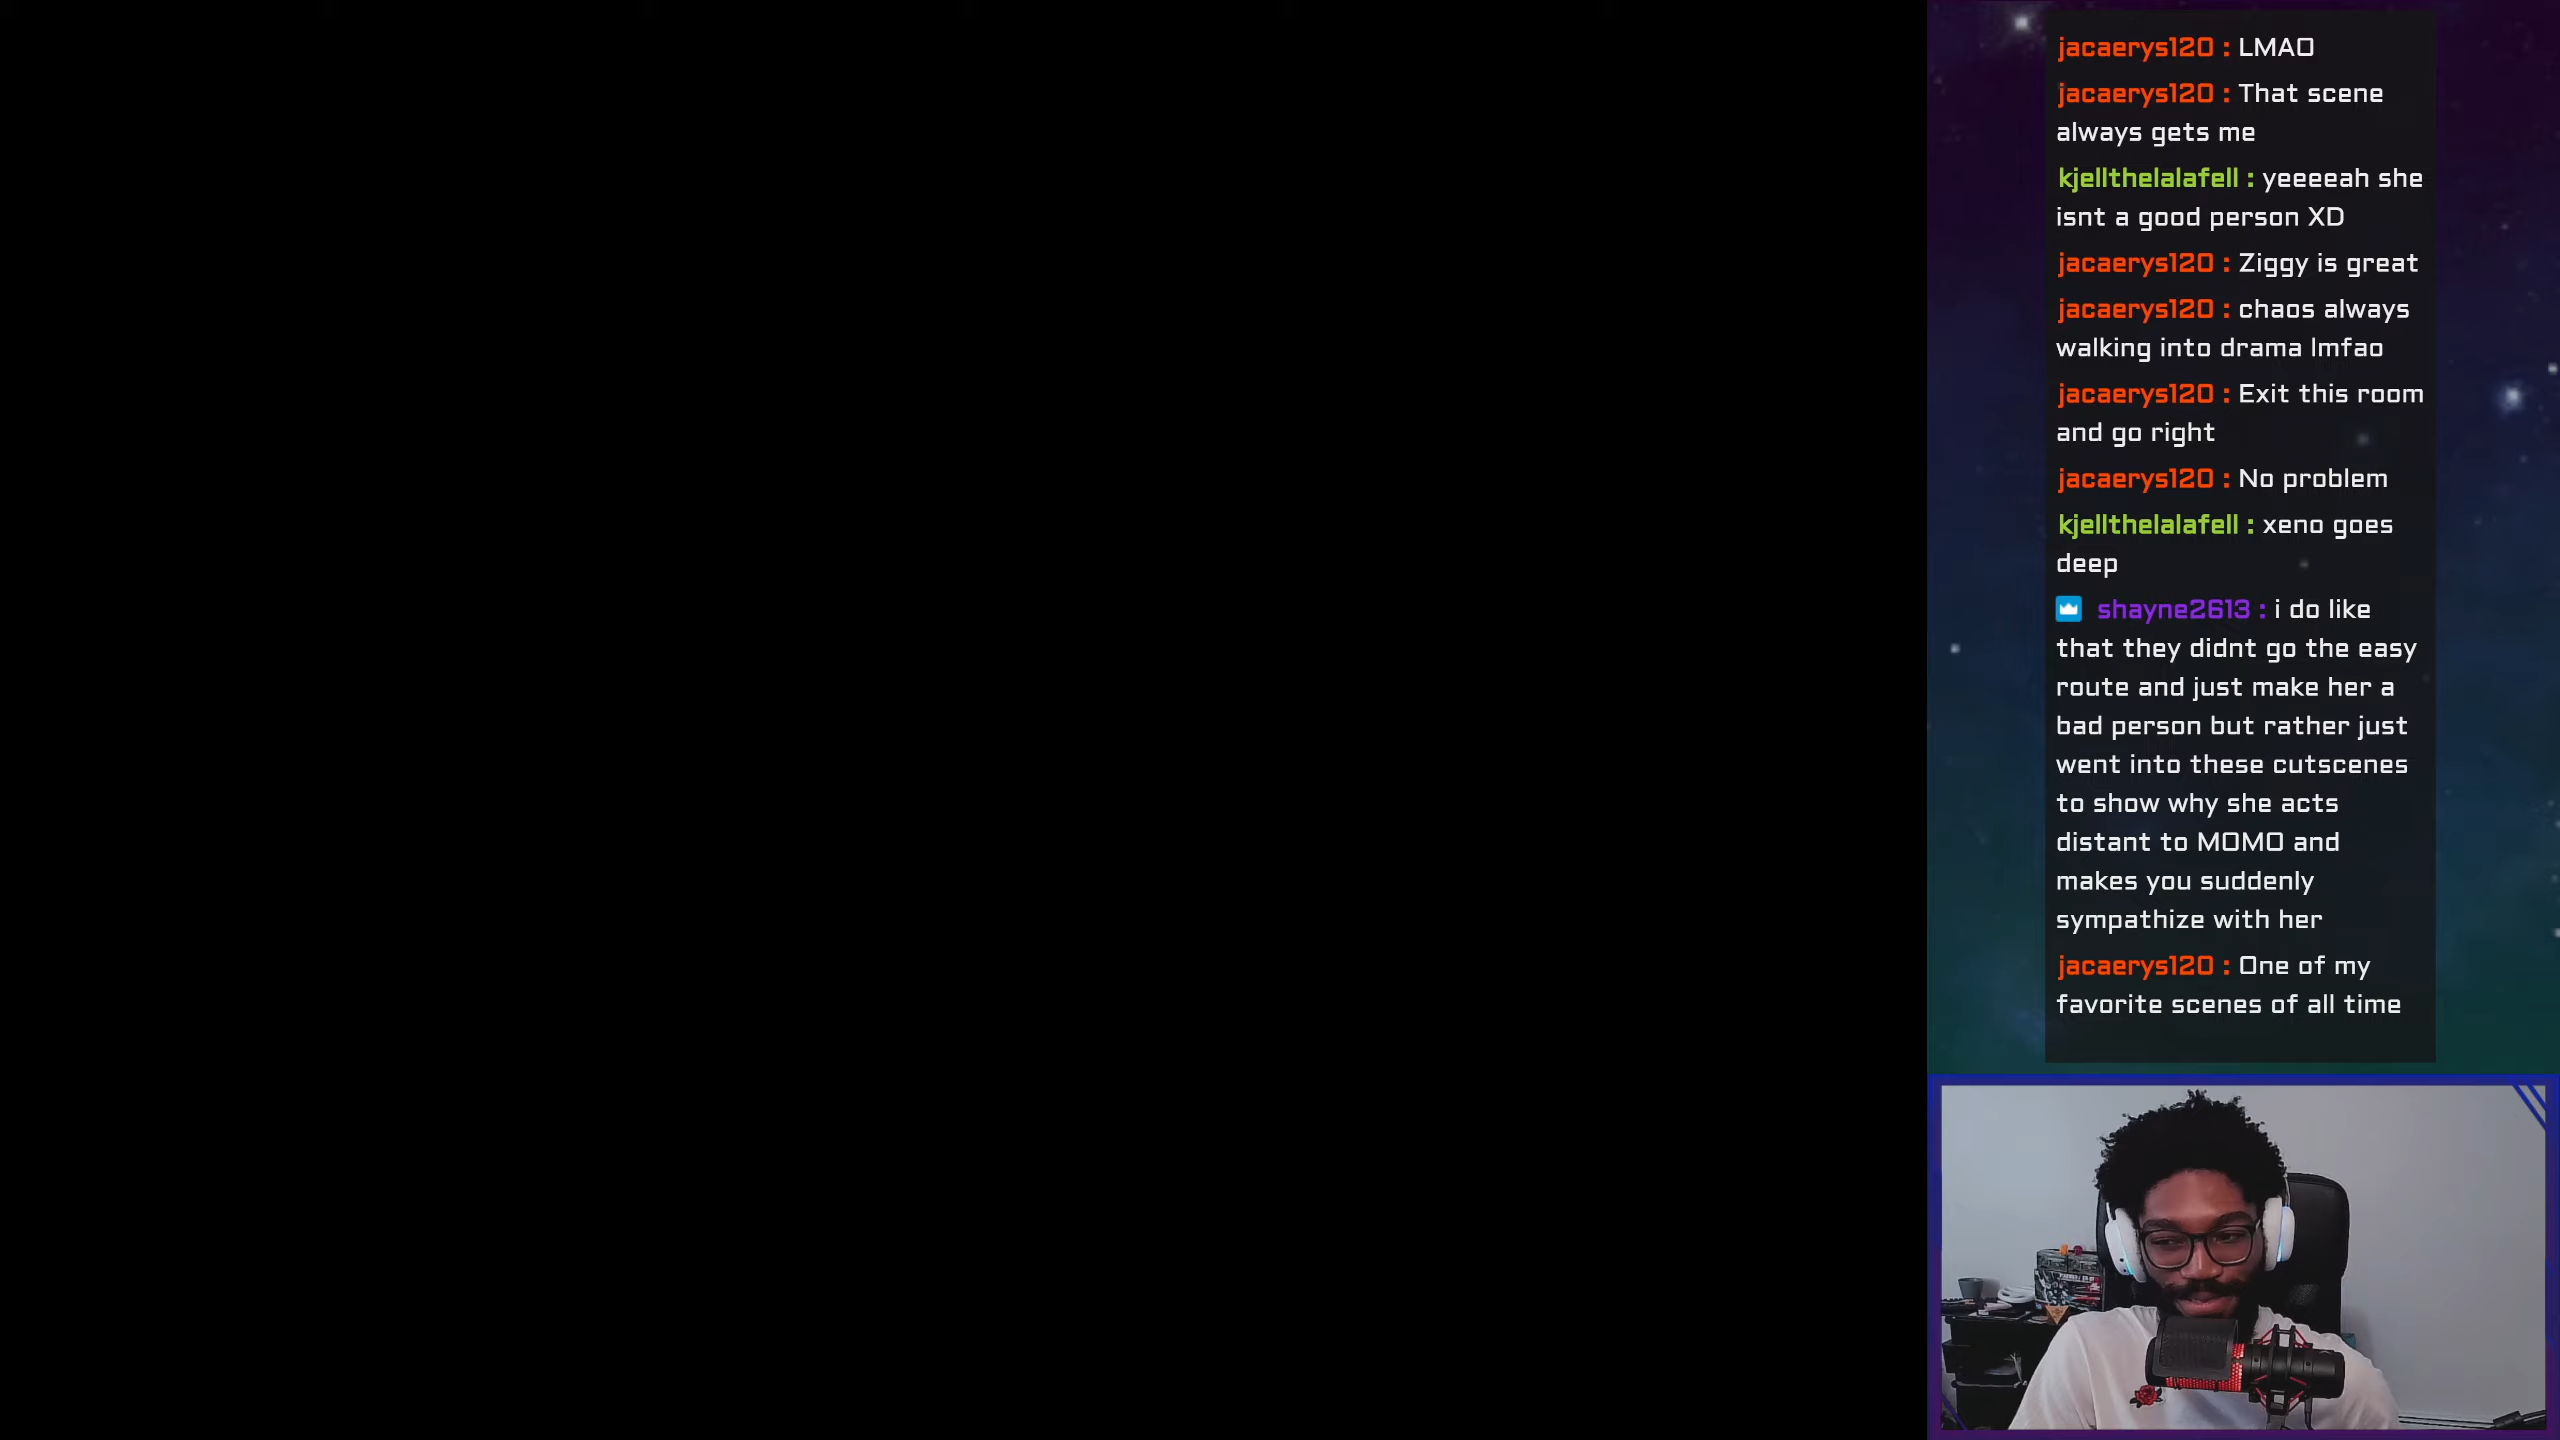 jacaerys120 : LMAO
jacaerys120 : That scene
always gets me
kjellthelalafell : yeeeeah she
isnt a good person XD
jacaerys120 : Ziggy is great
jacaerys120 : chaos always
walking into drama lmfao
jacaerys120 : Exit this room
and go right
jacaerys120 : No problem
kjellthelalafell : xeno goes
deep
shayne2613 : i do like
that they didnt go the easy
route and just make her a
bad person but rather just
went into these cutscenes
to show why she acts
distant to MOMO and
makes you suddenly
sympathize with her
jacaerys120 : One of my
favorite scenes of all time